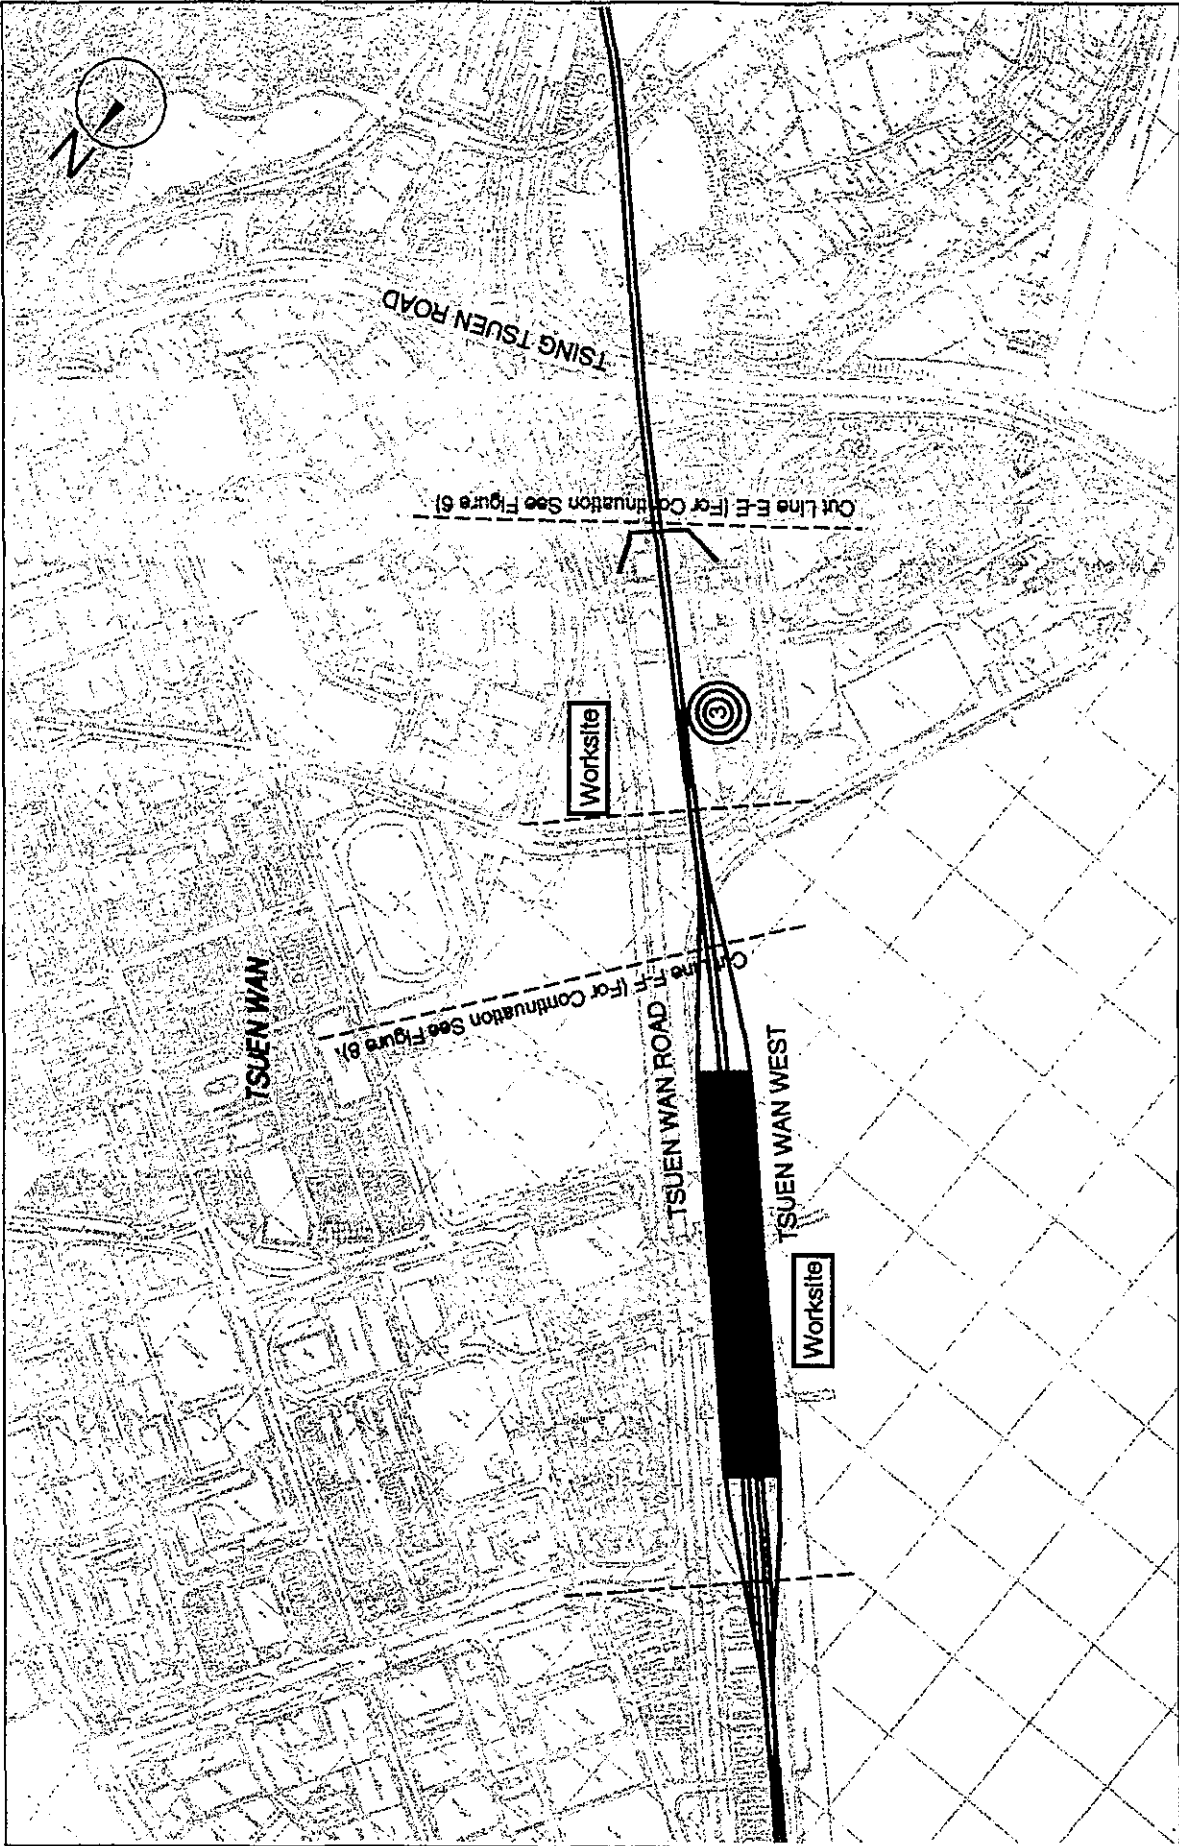 N
TSING TSUEN ROAD
Cut Line E-E (For Continuation See Figure 6)
Worksite
3
TSUEN WAN
Cut Line F-F (For Continuation See Figure 8)
TSUEN WAN ROAD
TSUEN WAN WEST
Worksite